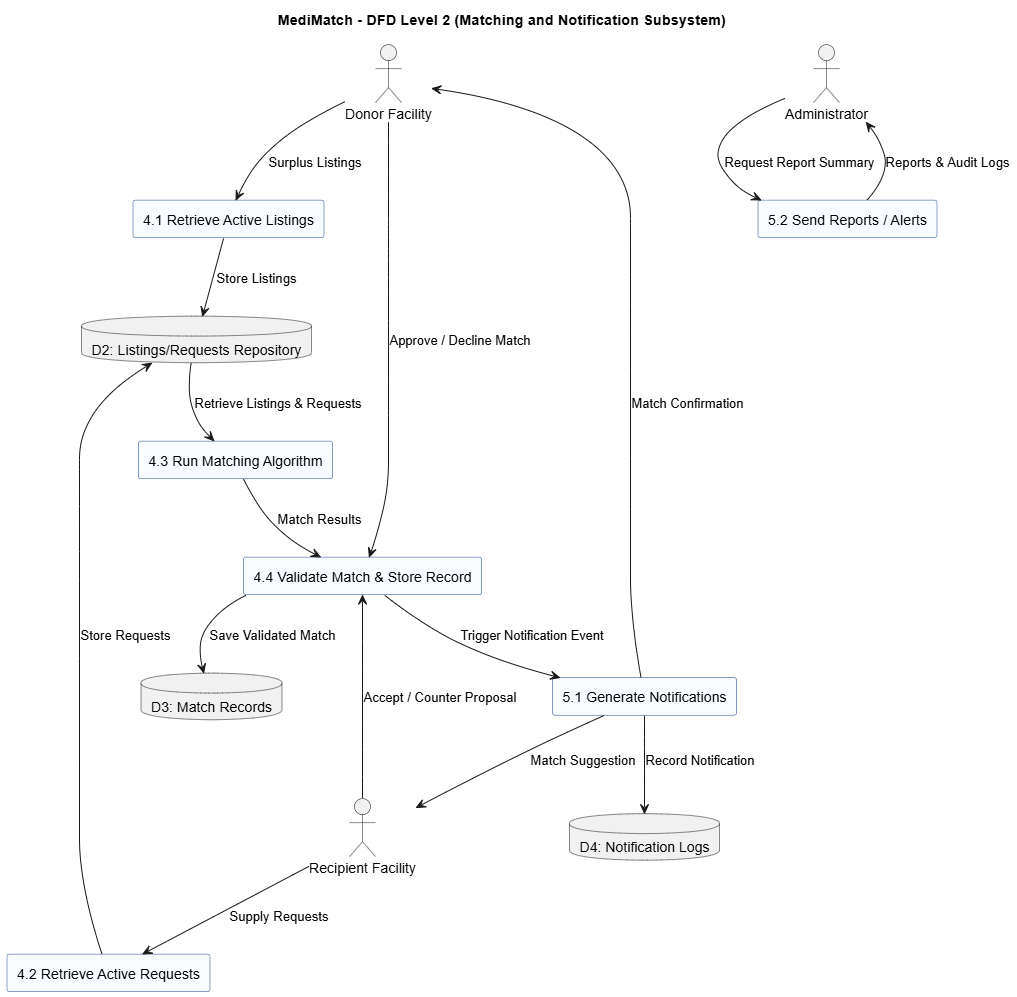 MediMatch - DFD Level 2 (Matching and Notification Subsystem)
Donor Facility
Administrator
Surplus Listings
Request Report Summary
Reports & Audit Logs
4.1 Retrieve Active Listings
5.2 Send Reports / Alerts
Store Listings
Approve / Decline Match
D2: Listings/Requests Repository
Retrieve Listings & Requests
Match Confirmation
4.3 Run Matching Algorithm
Match Results
4.4 Validate Match & Store Record
Store Requests
Save Validated Match
Trigger Notification Event
Accept / Counter Proposal
5.1 Generate Notifications
D3: Match Records
Match Suggestion
Record Notification
D4: Notification Logs
Recipient Facility
Supply Requests
4.2 Retrieve Active Requests